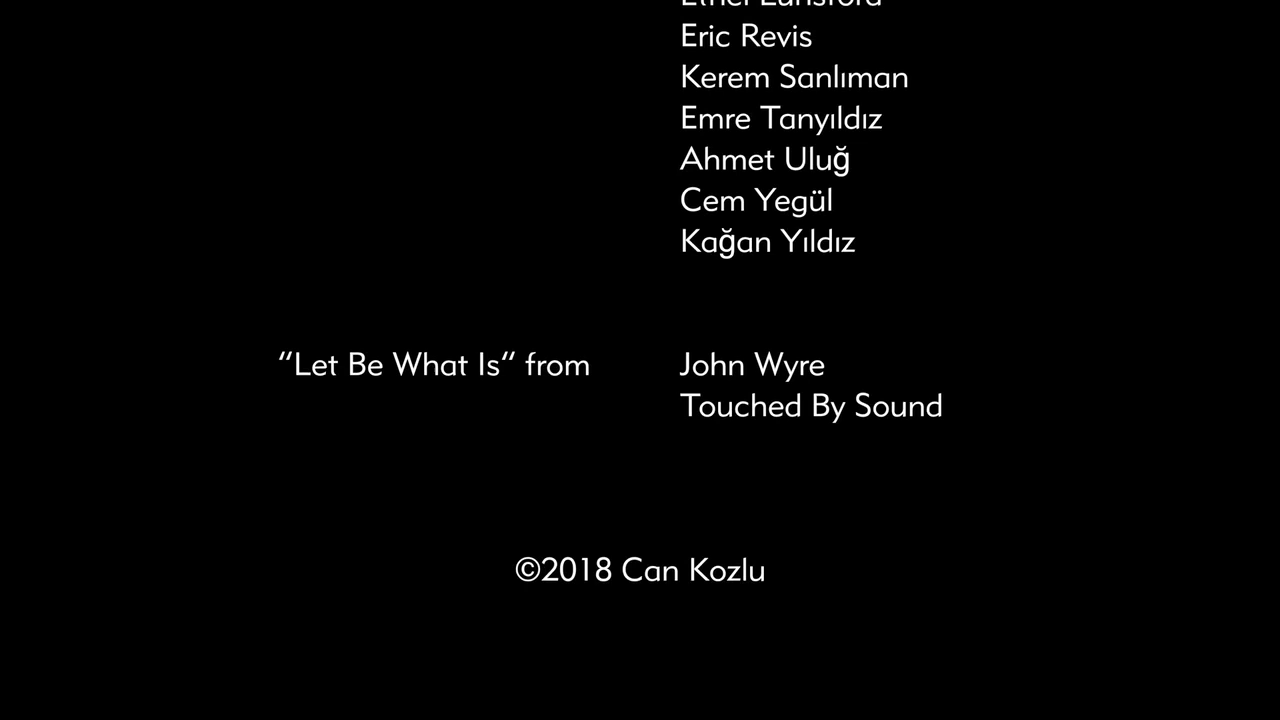 Eric Revis
Kerem Sanlıman
Emre Tanyıldız
Ahmet Uluğ
Cem Yegül
Kağan Yıldız
“Let Be What Is“ from John Wyre
Touched By Sound
©2018 Can Kozlu